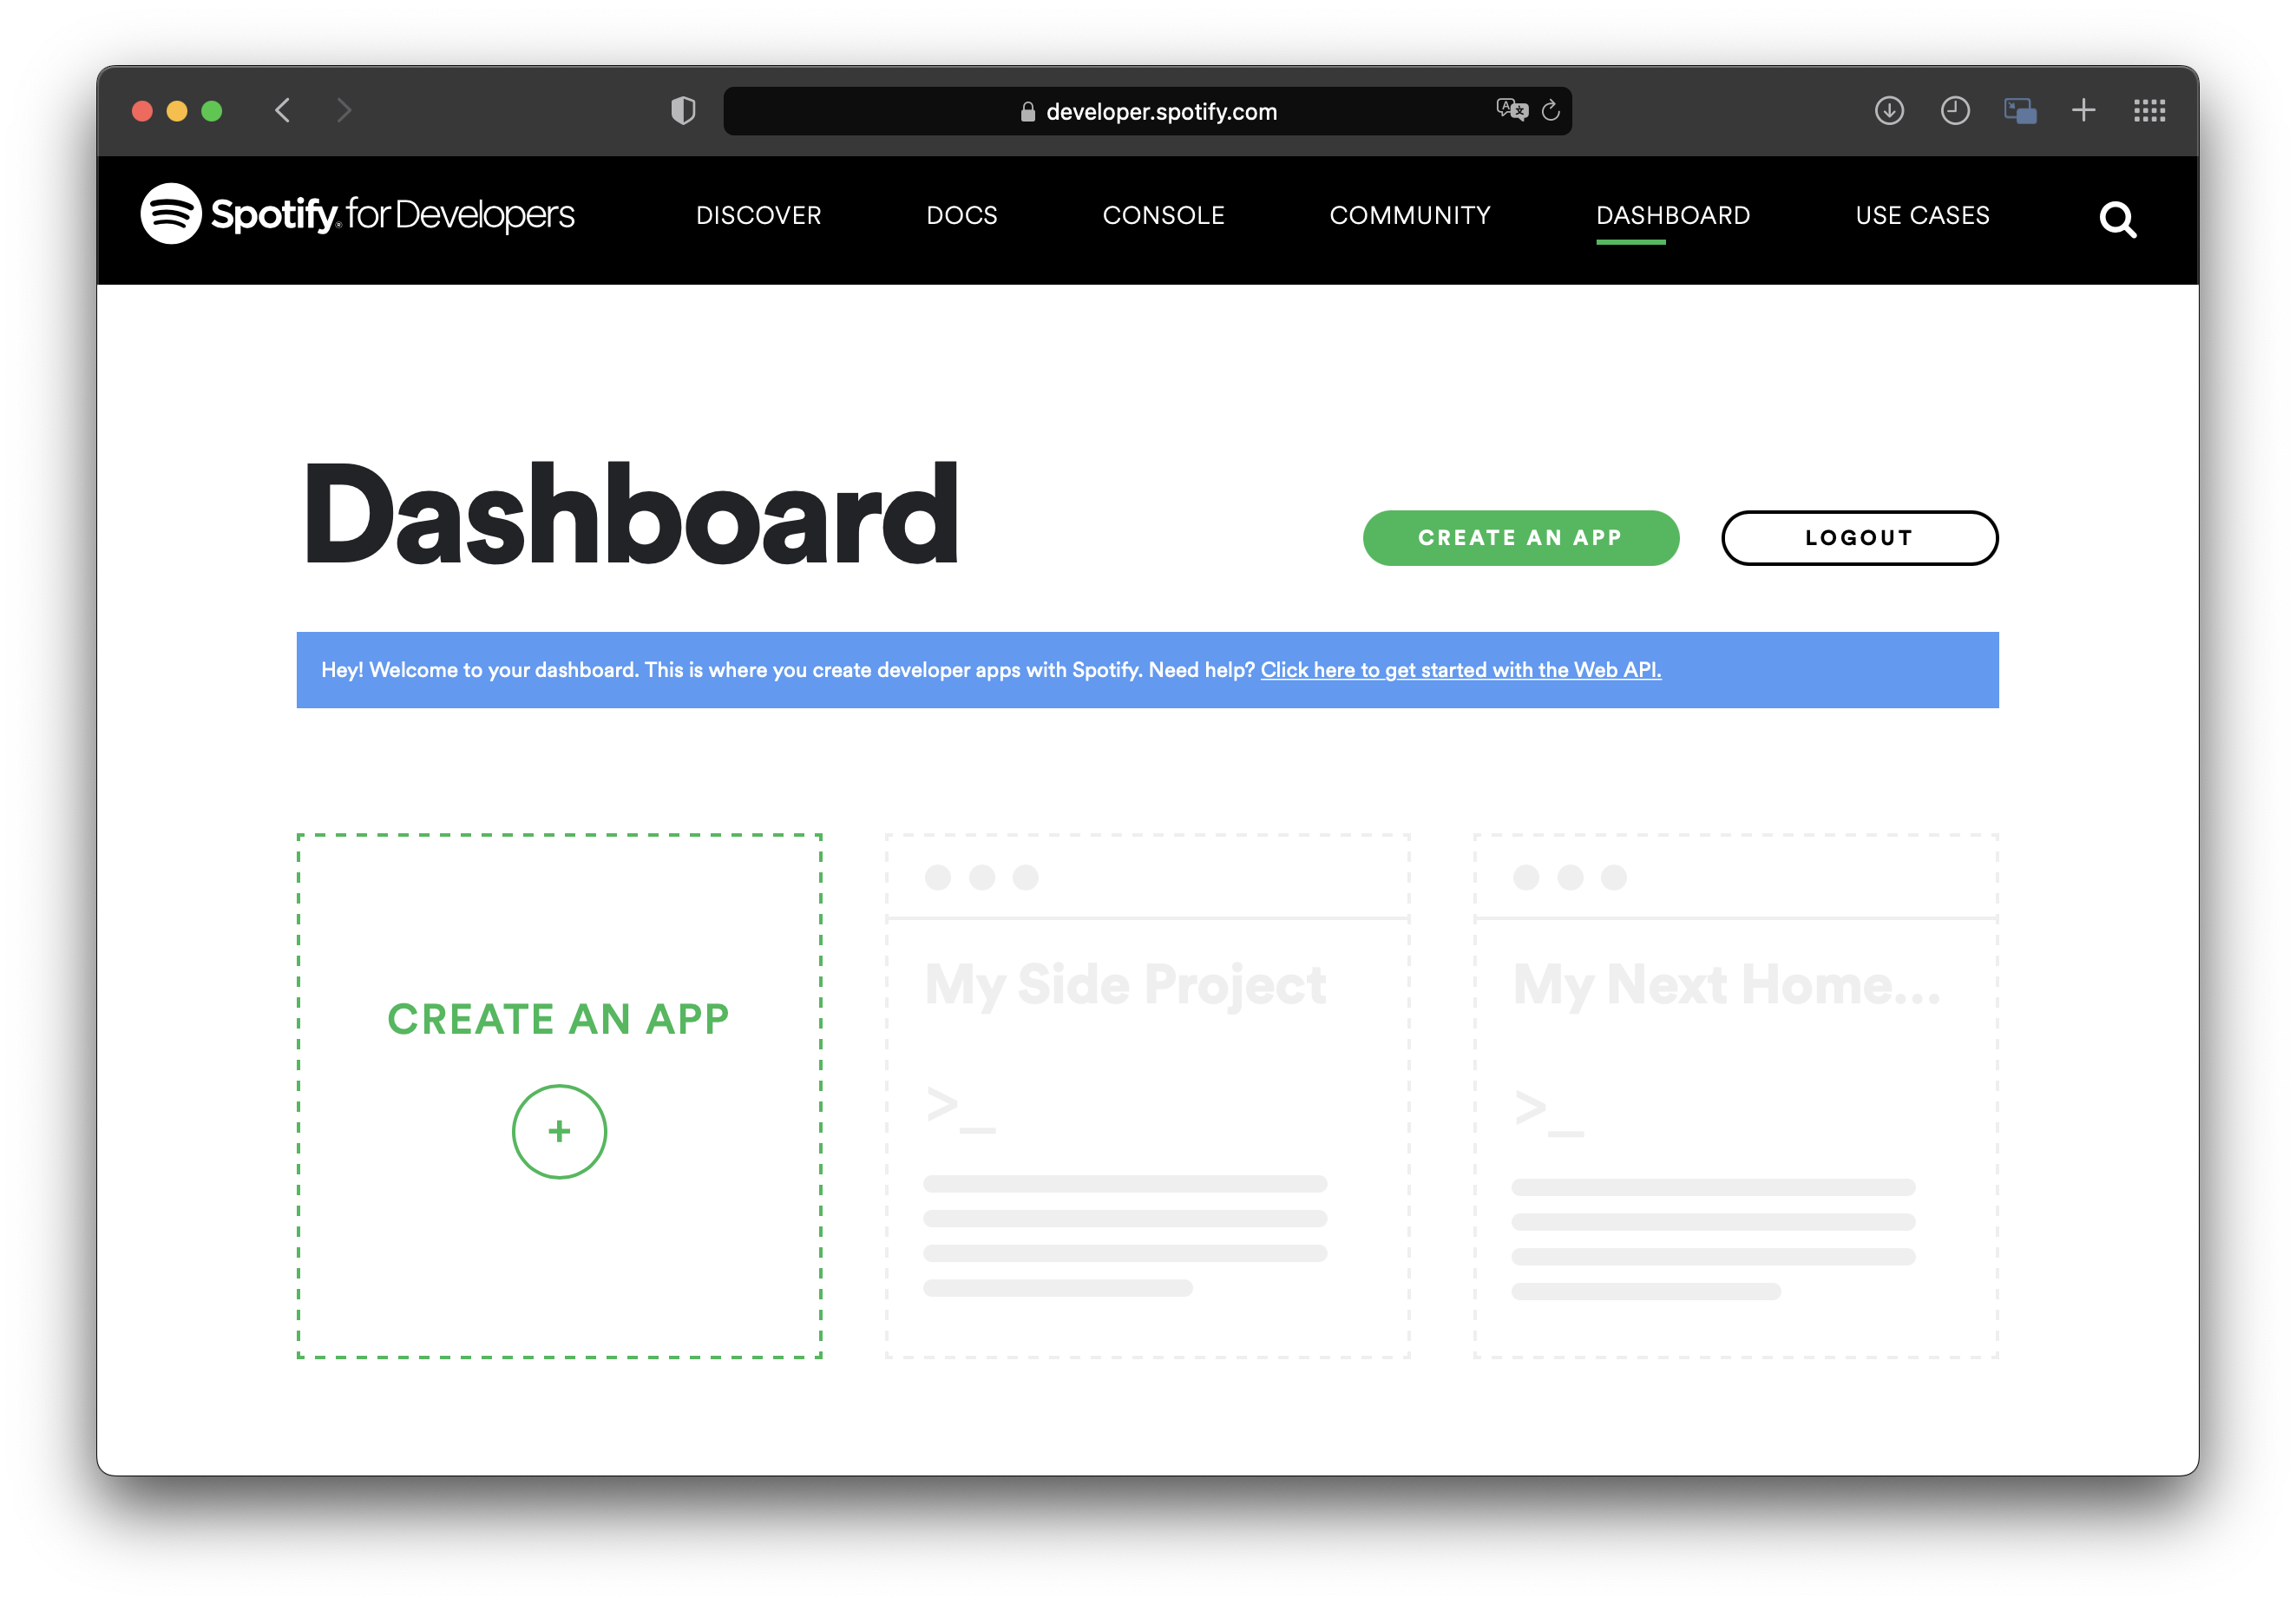 developer.spotify.com
Spotify for Developers
DISCOVER
DOCS
CONSOLE
COMMUNITY
DASHBOARD
USE CASES
Dashboard
CREATE AN APP
LOGOUT
Hey! Welcome to your dashboard. This is where you create developer apps with Spotify. Need help? Click here to get started with the Web API.
CREATE AN APP
+
My Side Project
>_
My Next Home...
>_